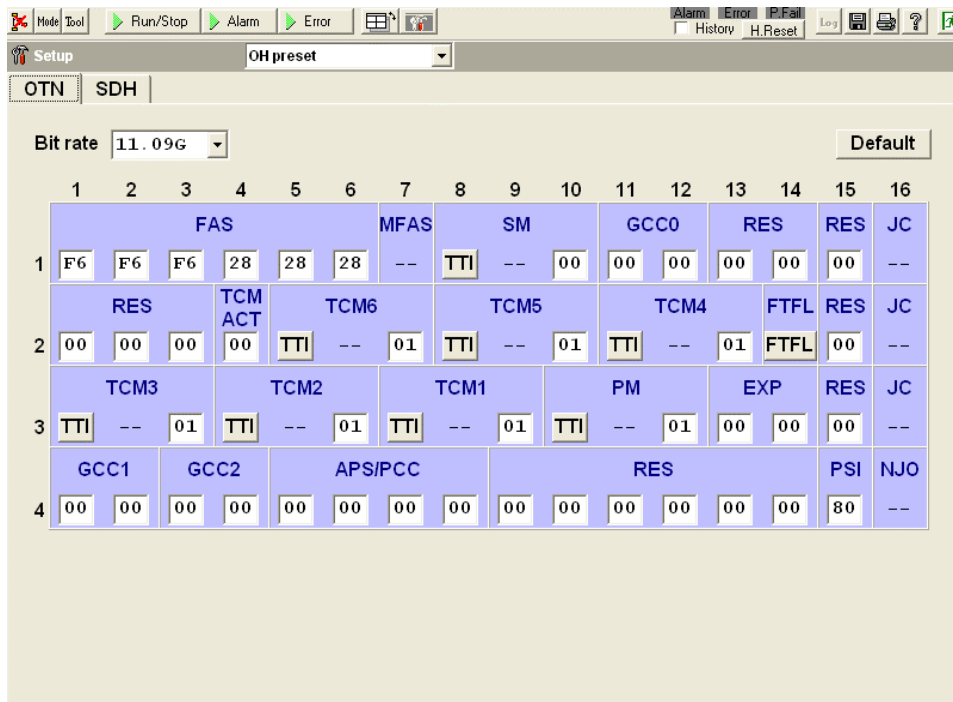 Mode Tool Run/Stop Alarm Error Alarm Error P.Fail History H.Reset Log ?
Setup OH preset
OTN SDH
Bit rate 11.09G Default
1 2 3 4 5 6 7 8 9 10 11 12 13 14 15 16
FAS MFAS SM GCC0 RES RES JC
1 F6 F6 F6 28 28 28 -- TTI -- 00 00 00 00 00 00 --
RES TCM ACT TCM6 TCM5 TCM4 FTFL RES JC
2 00 00 00 00 TTI -- 01 TTI -- 01 TTI -- 01 FTFL 00 --
TCM3 TCM2 TCM1 PM EXP RES JC
3 TTI -- 01 TTI -- 01 TTI -- 01 TTI -- 01 00 00 00 --
GCC1 GCC2 APS/PCC RES PSI NJO
4 00 00 00 00 00 00 00 00 00 00 00 00 00 00 80 --